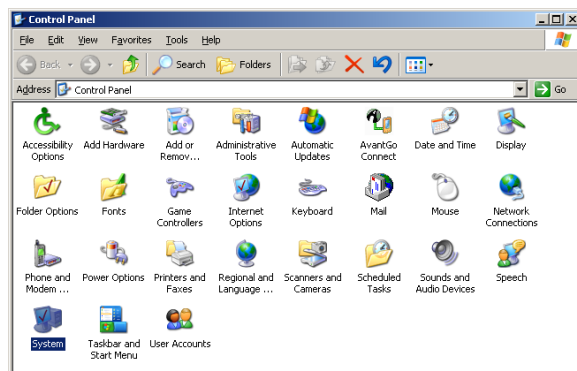 Control Panel
File Edit View Favorites Tools Help
Back Search Folders
Address Control Panel Go
Accessibility Options
Add Hardware
Add or Remov...
Administrative Tools
Automatic Updates
AvantGo Connect
Date and Time
Display
Folder Options
Fonts
Game Controllers
Internet Options
Keyboard
Mail
Mouse
Network Connections
Phone and Modem ...
Power Options
Printers and Faxes
Regional and Language ...
Scanners and Cameras
Scheduled Tasks
Sounds and Audio Devices
Speech
System
Taskbar and Start Menu
User Accounts